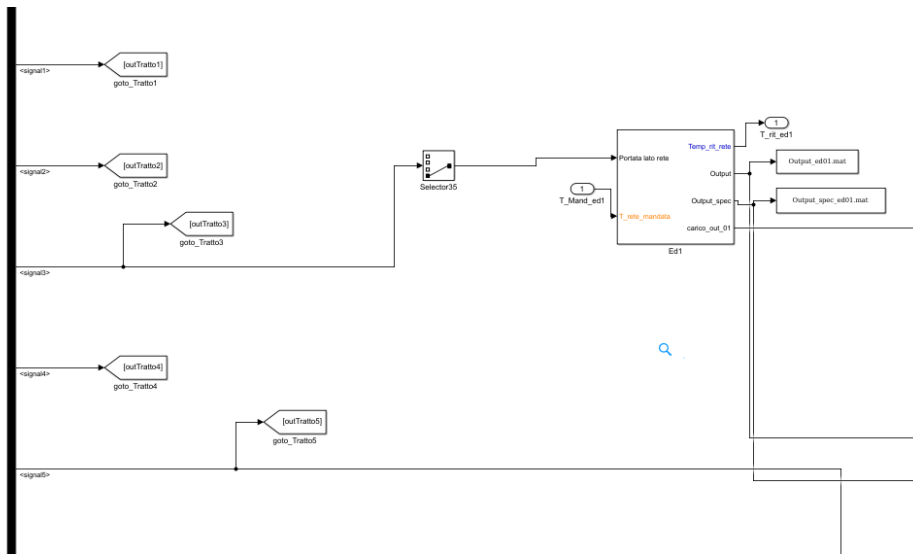 <signal1>
[outTratto1]
goto_Tratto1
<signal2>
[outTratto2]
goto_Tratto2
[outTratto3]
goto_Tratto3
<signal3>
Selector35
1
T_Mand_ed1
Portata lato rete
T_rete_mandata
Temp_rit_rete
Output
Output_spec
carico_out_01
Ed1
1
T_rit_ed1
Output_ed01.mat
Output_spec_ed01.mat
<signal4>
[outTratto4]
goto_Tratto4
[outTratto5]
goto_Tratto5
<signal5>